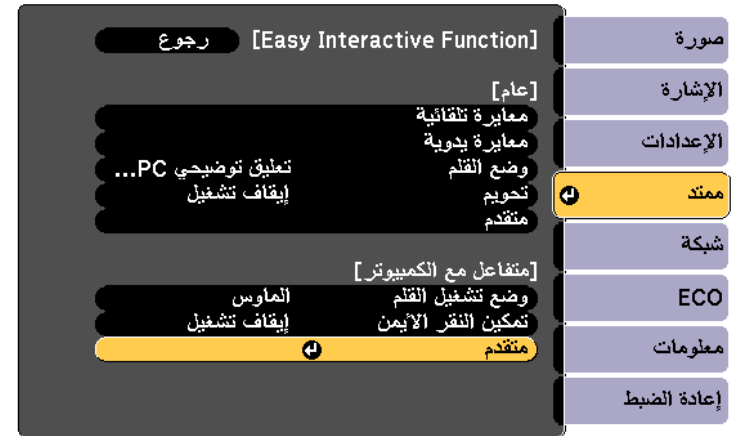 صورة
الإشارة
الإعدادات
ممتد
شبكة
ECO
معلومات
إعادة الضبط
[Easy Interactive Function] رجوع
[عام]
معايرة تلقائية
معايرة يدوية
وضع القلم تعليق توضيحي PC...
تحويم إيقاف تشغيل
متقدم
[متفاعل مع الكمبيوتر]
وضع تشغيل القلم الماوس
تمكين النقر الأيمن إيقاف تشغيل
متقدم